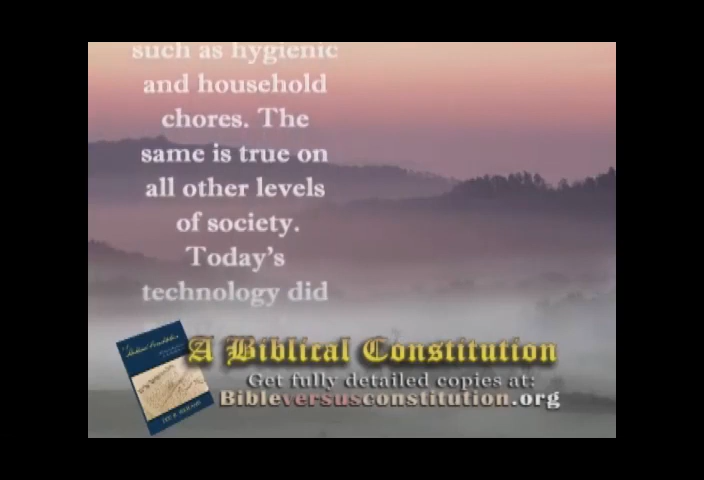 such as hygienic
and household
chores. The
same is true on
all other levels
of society.
Today's
technology did
A Biblical Constitution
Get fully detailed copies at:
Bibleversusconstitution.org